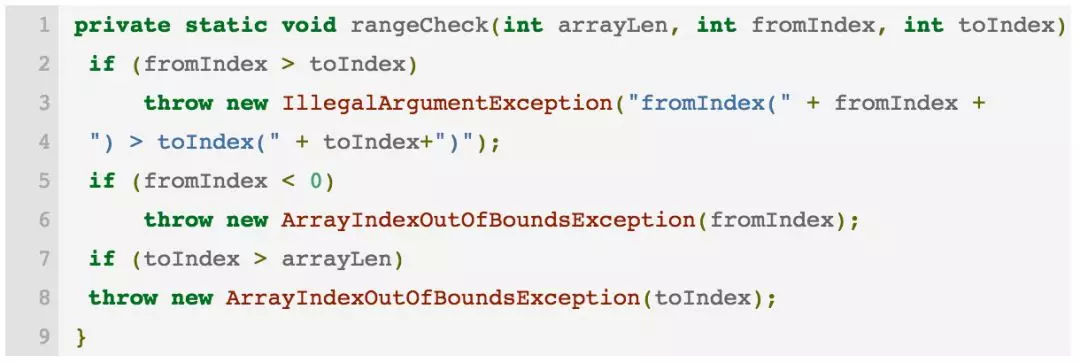 1 private static void rangeCheck(int arrayLen, int fromIndex, int toIndex)
2 if (fromIndex > toIndex)
3 throw new IllegalArgumentException("fromIndex(" + fromIndex +
4 ") > toIndex(" + toIndex+")");
5 if (fromIndex < 0)
6 throw new ArrayIndexOutOfBoundsException(fromIndex);
7 if (toIndex > arrayLen)
8 throw new ArrayIndexOutOfBoundsException(toIndex);
9 }